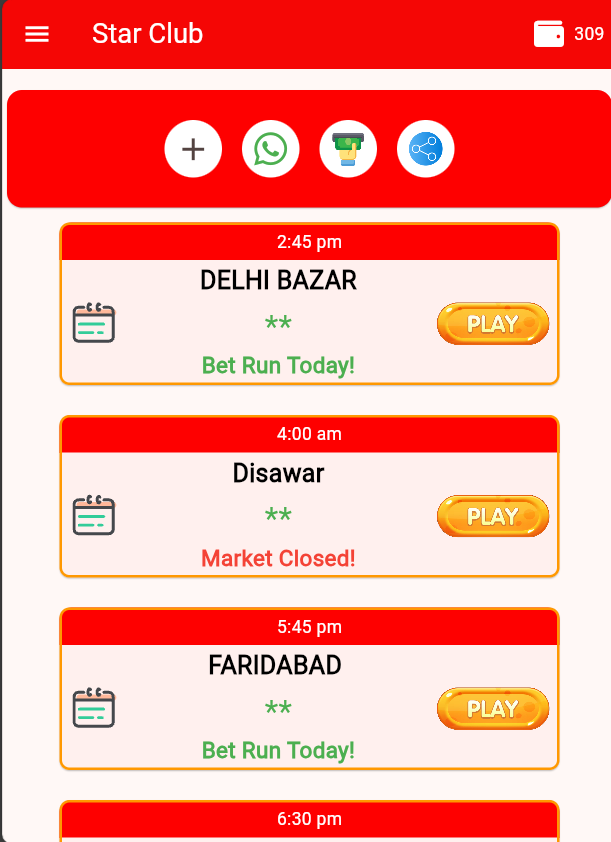 Star Club
309
2:45 pm
DELHI BAZAR
**
PLAY
Bet Run Today!
4:00 am
Disawar
**
PLAY
Market Closed!
5:45 pm
FARIDABAD
**
PLAY
Bet Run Today!
6:30 pm